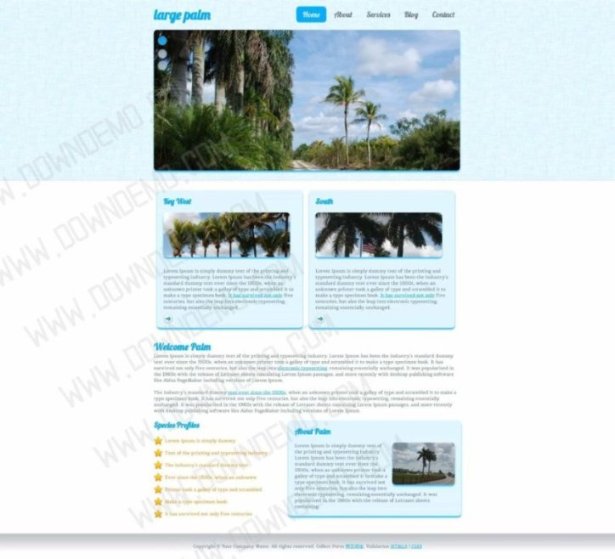 large palm
Home
About
Services
Blog
Contact
Key West
Lorem Ipsum is simply dummy text of the printing and
typesetting industry. Lorem Ipsum has been the industry's
standard dummy text ever since the 1500s, when an
unknown printer took a galley of type and scrambled it to
make a type specimen book. It has survived not only five
centuries, but also the leap into electronic typesetting,
remaining essentially unchanged.
South
Lorem Ipsum is simply dummy text of the printing and
typesetting industry. Lorem Ipsum has been the industry's
standard dummy text ever since the 1500s, when an
unknown printer took a galley of type and scrambled it to
make a type specimen book. It has survived not only five
centuries, but also the leap into electronic typesetting,
remaining essentially unchanged.
Welcome Palm
Lorem Ipsum is simply dummy text of the printing and typesetting industry. Lorem Ipsum has been the industry's standard dummy
text ever since the 1500s, when an unknown printer took a galley of type and scrambled it to make a type specimen book. It has
survived not only five centuries, but also the leap into electronic typesetting, remaining essentially unchanged. It was popularised in
the 1960s with the release of Letraset sheets containing Lorem Ipsum passages, and more recently with desktop publishing software
like Aldus PageMaker including versions of Lorem Ipsum.
The industry's standard dummy text ever since the 1500s, when an unknown printer took a galley of type and scrambled it to make a
type specimen book. It has survived not only five centuries, but also the leap into electronic typesetting, remaining essentially
unchanged. It was popularised in the 1960s with the release of Letraset sheets containing Lorem Ipsum passages, and more recently
with desktop publishing software like Aldus PageMaker including versions of Lorem Ipsum.
Species Profiles
Lorem Ipsum is simply dummy
Text of the printing and typesetting
The industry's standard dummy text
Ever since the 1500s, when an unknown
Printer took a galley of type and scrambled
Make a type specimen book
It has survived not only five centuries
About Palm
Lorem Ipsum is simply dummy text of the printing
and typesetting industry. Lorem Ipsum has been the
industry's standard dummy text ever since the
1500s, when an unknown printer took a galley of
type and scrambled it to make a type specimen
book. It has survived not only five centuries, but
also the leap into
electronic typesetting, remaining essentially unchanged. It was popularised
in the 1960s with the release of Letraset sheets
containing.
Copyright © Your Company Name. All rights reserved. Validation
WWW.DOWNDEMO.COM
WWW.DOWNDEMO.COM
WWW.DOWNDEMO.COM
WWW.DOWNDEMO.COM